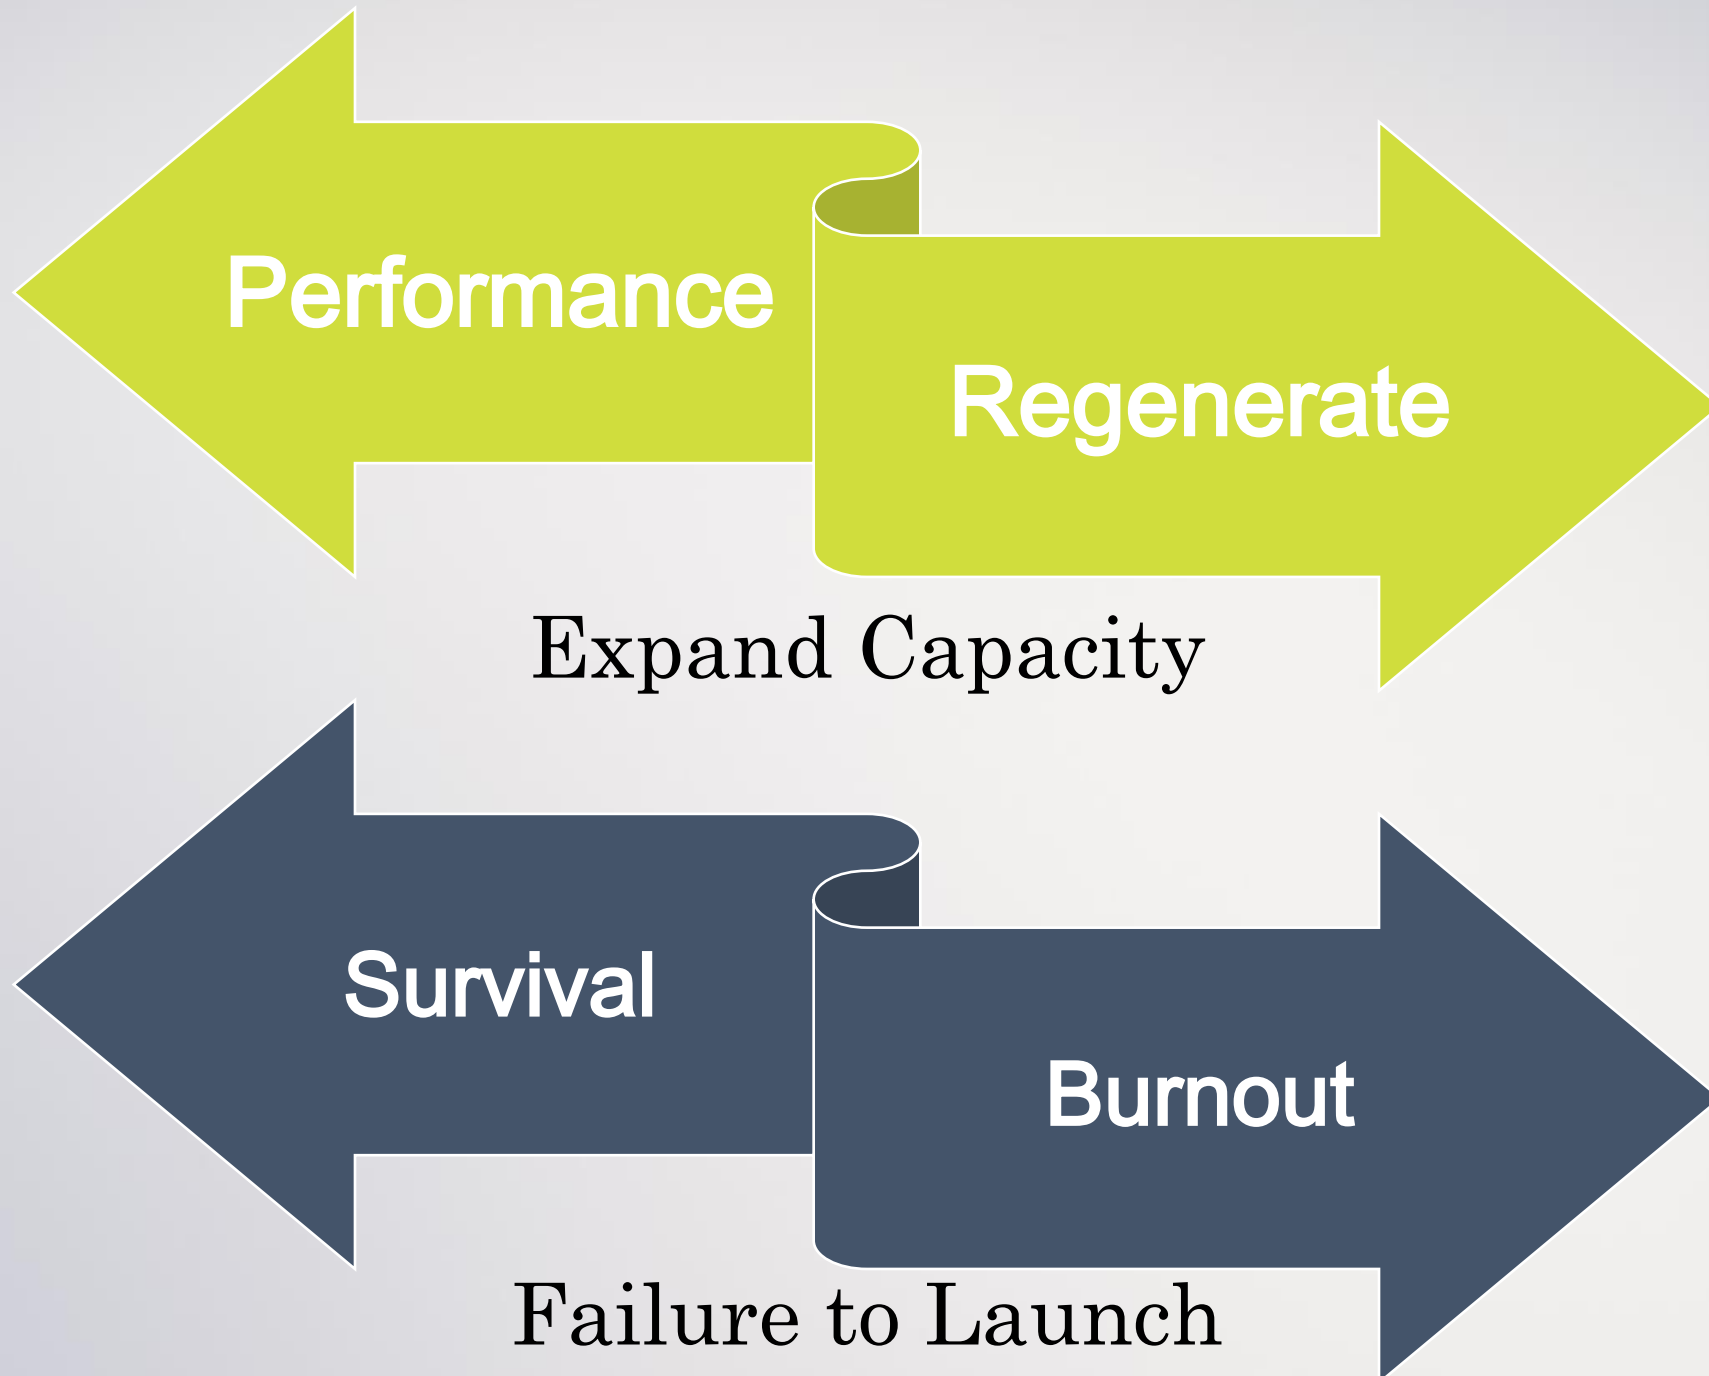 Performance
Regenerate
Expand Capacity
Survival
Burnout
Failure to Launch